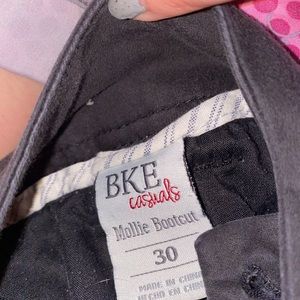 BKE
casuals
Mollie Bootcut
30
MADE IN CHINA
HECHO EN CHINA